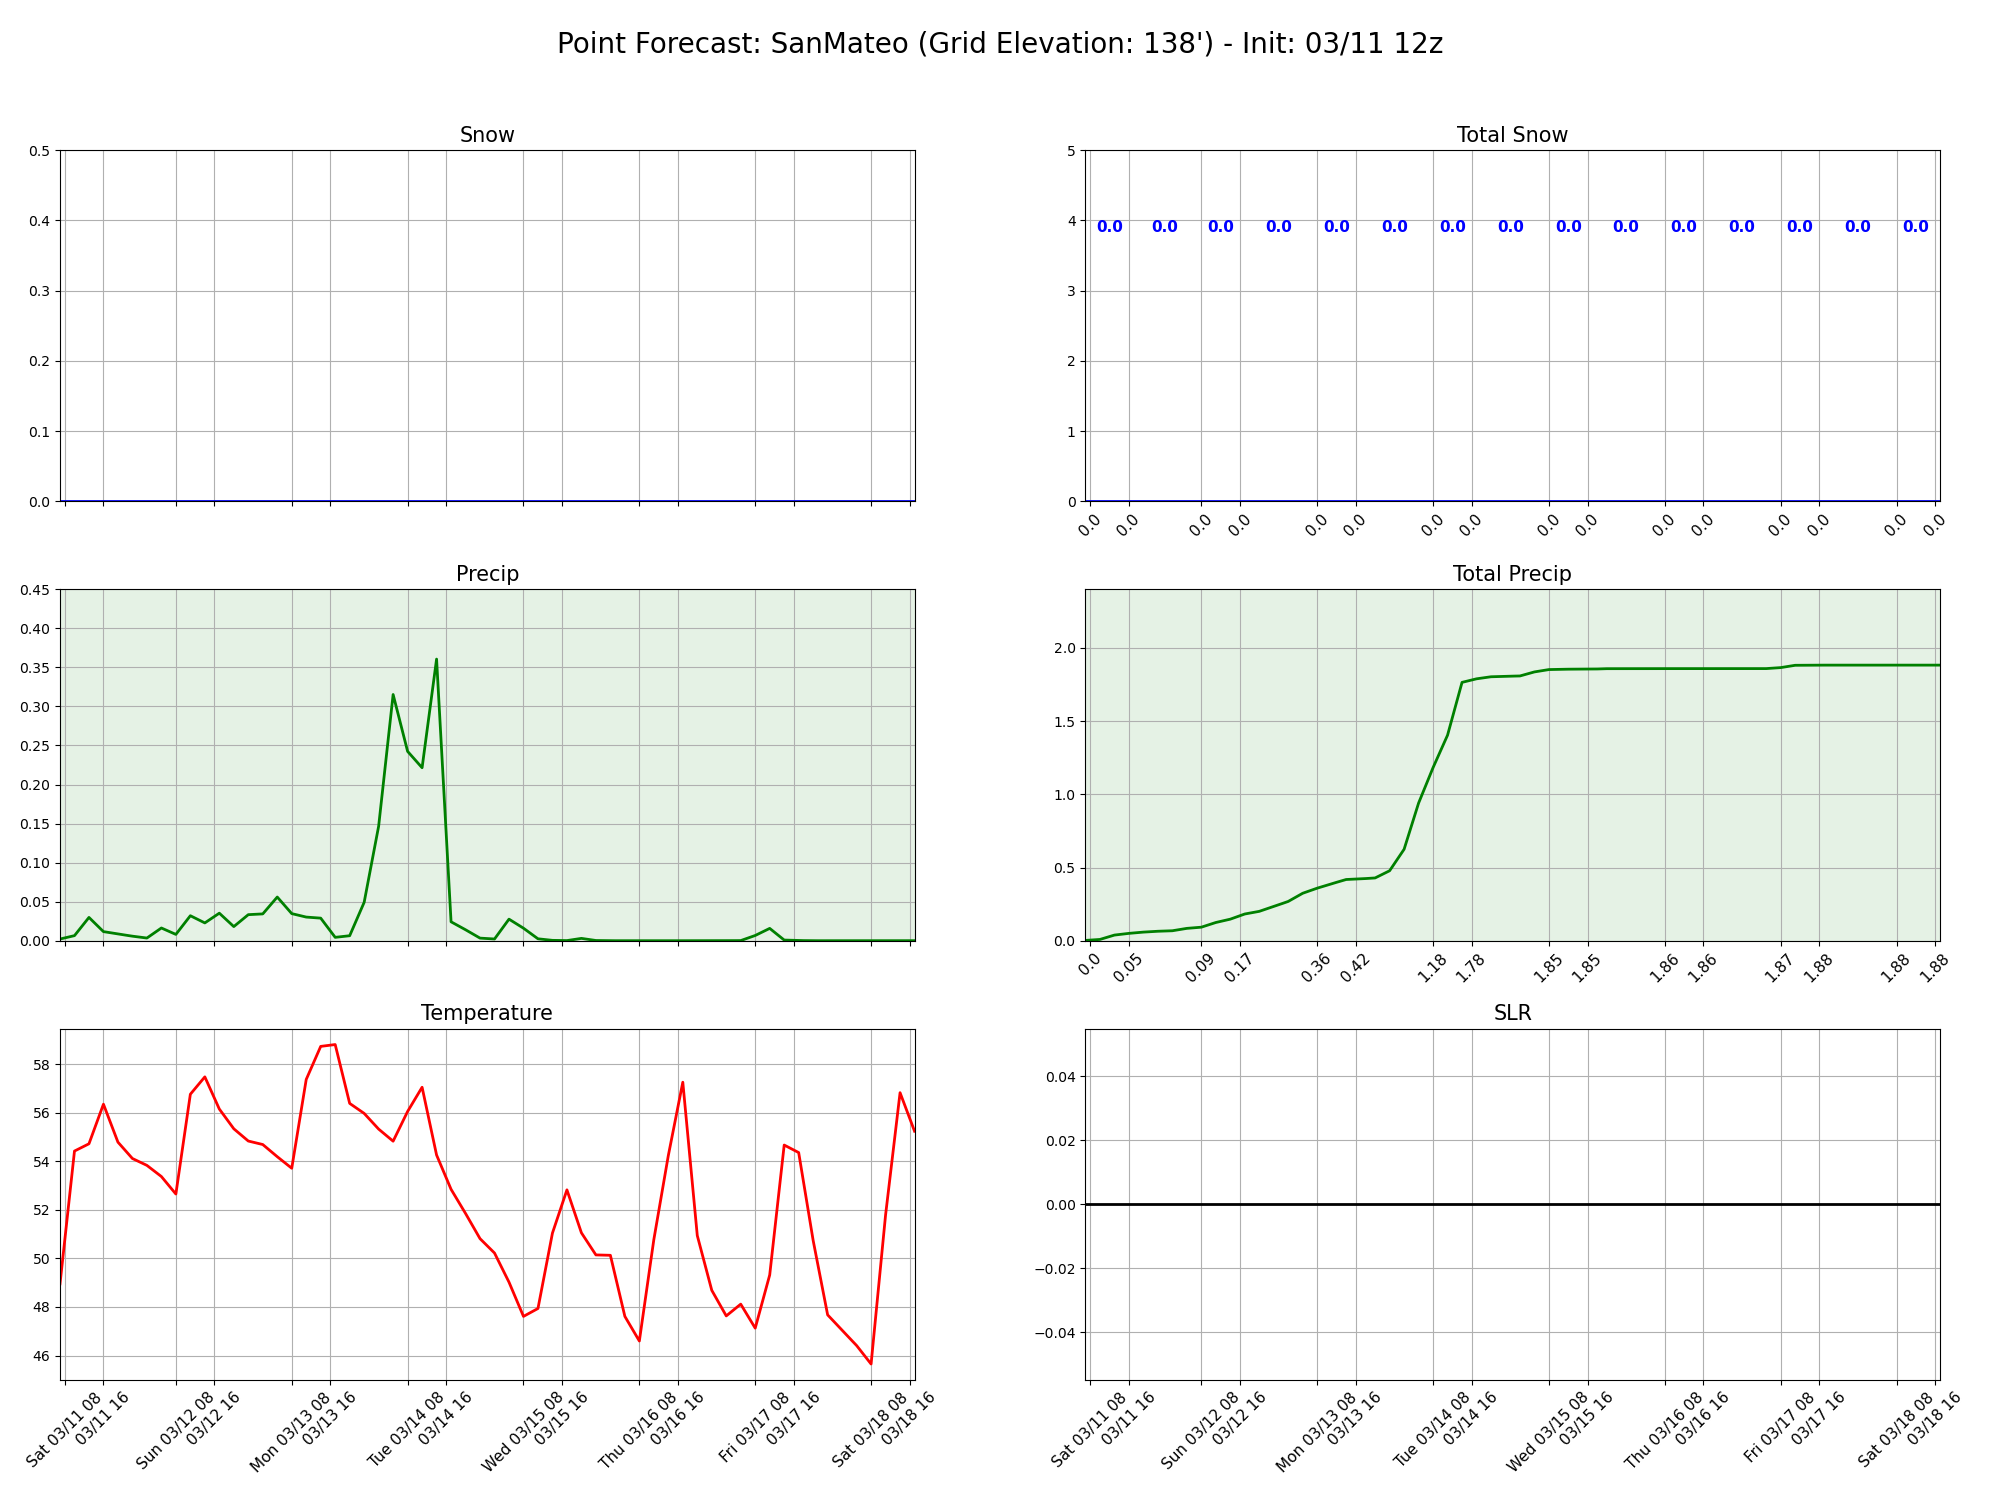 Point Forecast: SanMateo (Grid Elevation: 138') - Init: 03/11 12z
Snow
0.5
0.4
0.3
0.2
0.1
0.0
Total Snow
5
4
3
2
1
0
0.0 0.0 0.0 0.0 0.0 0.0 0.0 0.0 0.0 0.0 0.0 0.0 0.0 0.0 0.0
0.0 0.0 0.0 0.0 0.0 0.0 0.0 0.0 0.0 0.0 0.0 0.0 0.0 0.0 0.0 0.0
Precip
0.45
0.40
0.35
0.30
0.25
0.20
0.15
0.10
0.05
0.00
Total Precip
2.0
1.5
1.0
0.5
0.0
0.0 0.05 0.09 0.17 0.36 0.42 1.18 1.78 1.85 1.85 1.86 1.86 1.87 1.88 1.88 1.88
Temperature
58
56
54
52
50
48
46
Sat 03/11 08
03/11 16
Sun 03/12 08
03/12 16
Mon 03/13 08
03/13 16
Tue 03/14 08
03/14 16
Wed 03/15 08
03/15 16
Thu 03/16 08
03/16 16
Fri 03/17 08
03/17 16
Sat 03/18 08
03/18 16
SLR
0.04
0.02
0.00
−0.02
−0.04
Sat 03/11 08
03/11 16
Sun 03/12 08
03/12 16
Mon 03/13 08
03/13 16
Tue 03/14 08
03/14 16
Wed 03/15 08
03/15 16
Thu 03/16 08
03/16 16
Fri 03/17 08
03/17 16
Sat 03/18 08
03/18 16